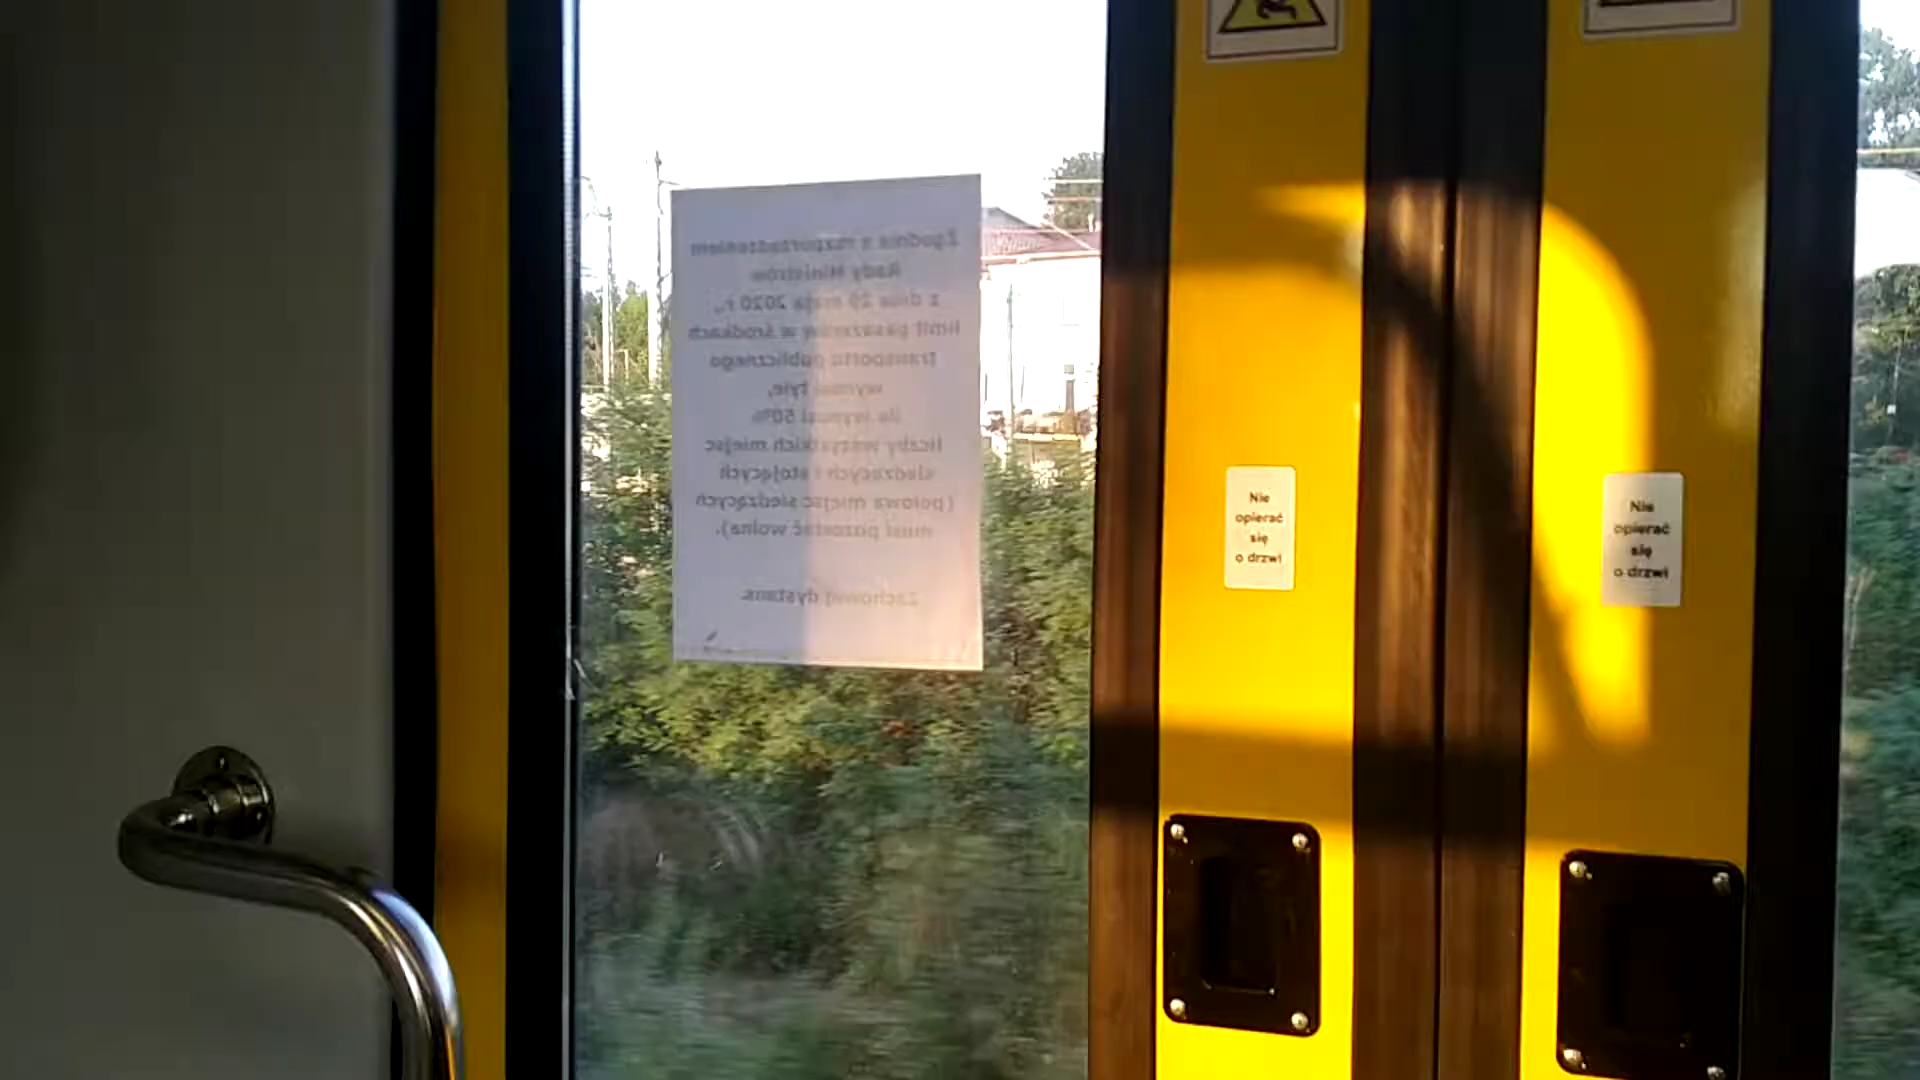 Zgodnie z rozporządzeniem
Rady Ministrów
z dnia 29 maja 2020 r.,
limit pasażerów w środkach
transportu publicznego
wynosi tyle,
ile wynosi 50%
liczby wszystkich miejsc
siedzących i stojących
(połowa miejsc siedzących
musi pozostać wolna).
Zachowaj dystans.
Nie
opierać
się
o drzwi
Nie
opierać
się
o drzwi